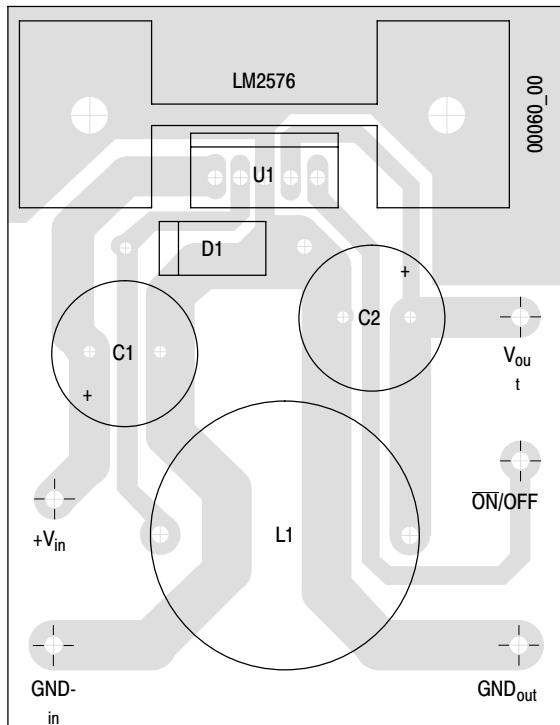 LM2576
00060_00
U1
D1
+
C2
C1
+
V_ou
t
ON/OFF
+V_in
L1
GND-
in
GND_out